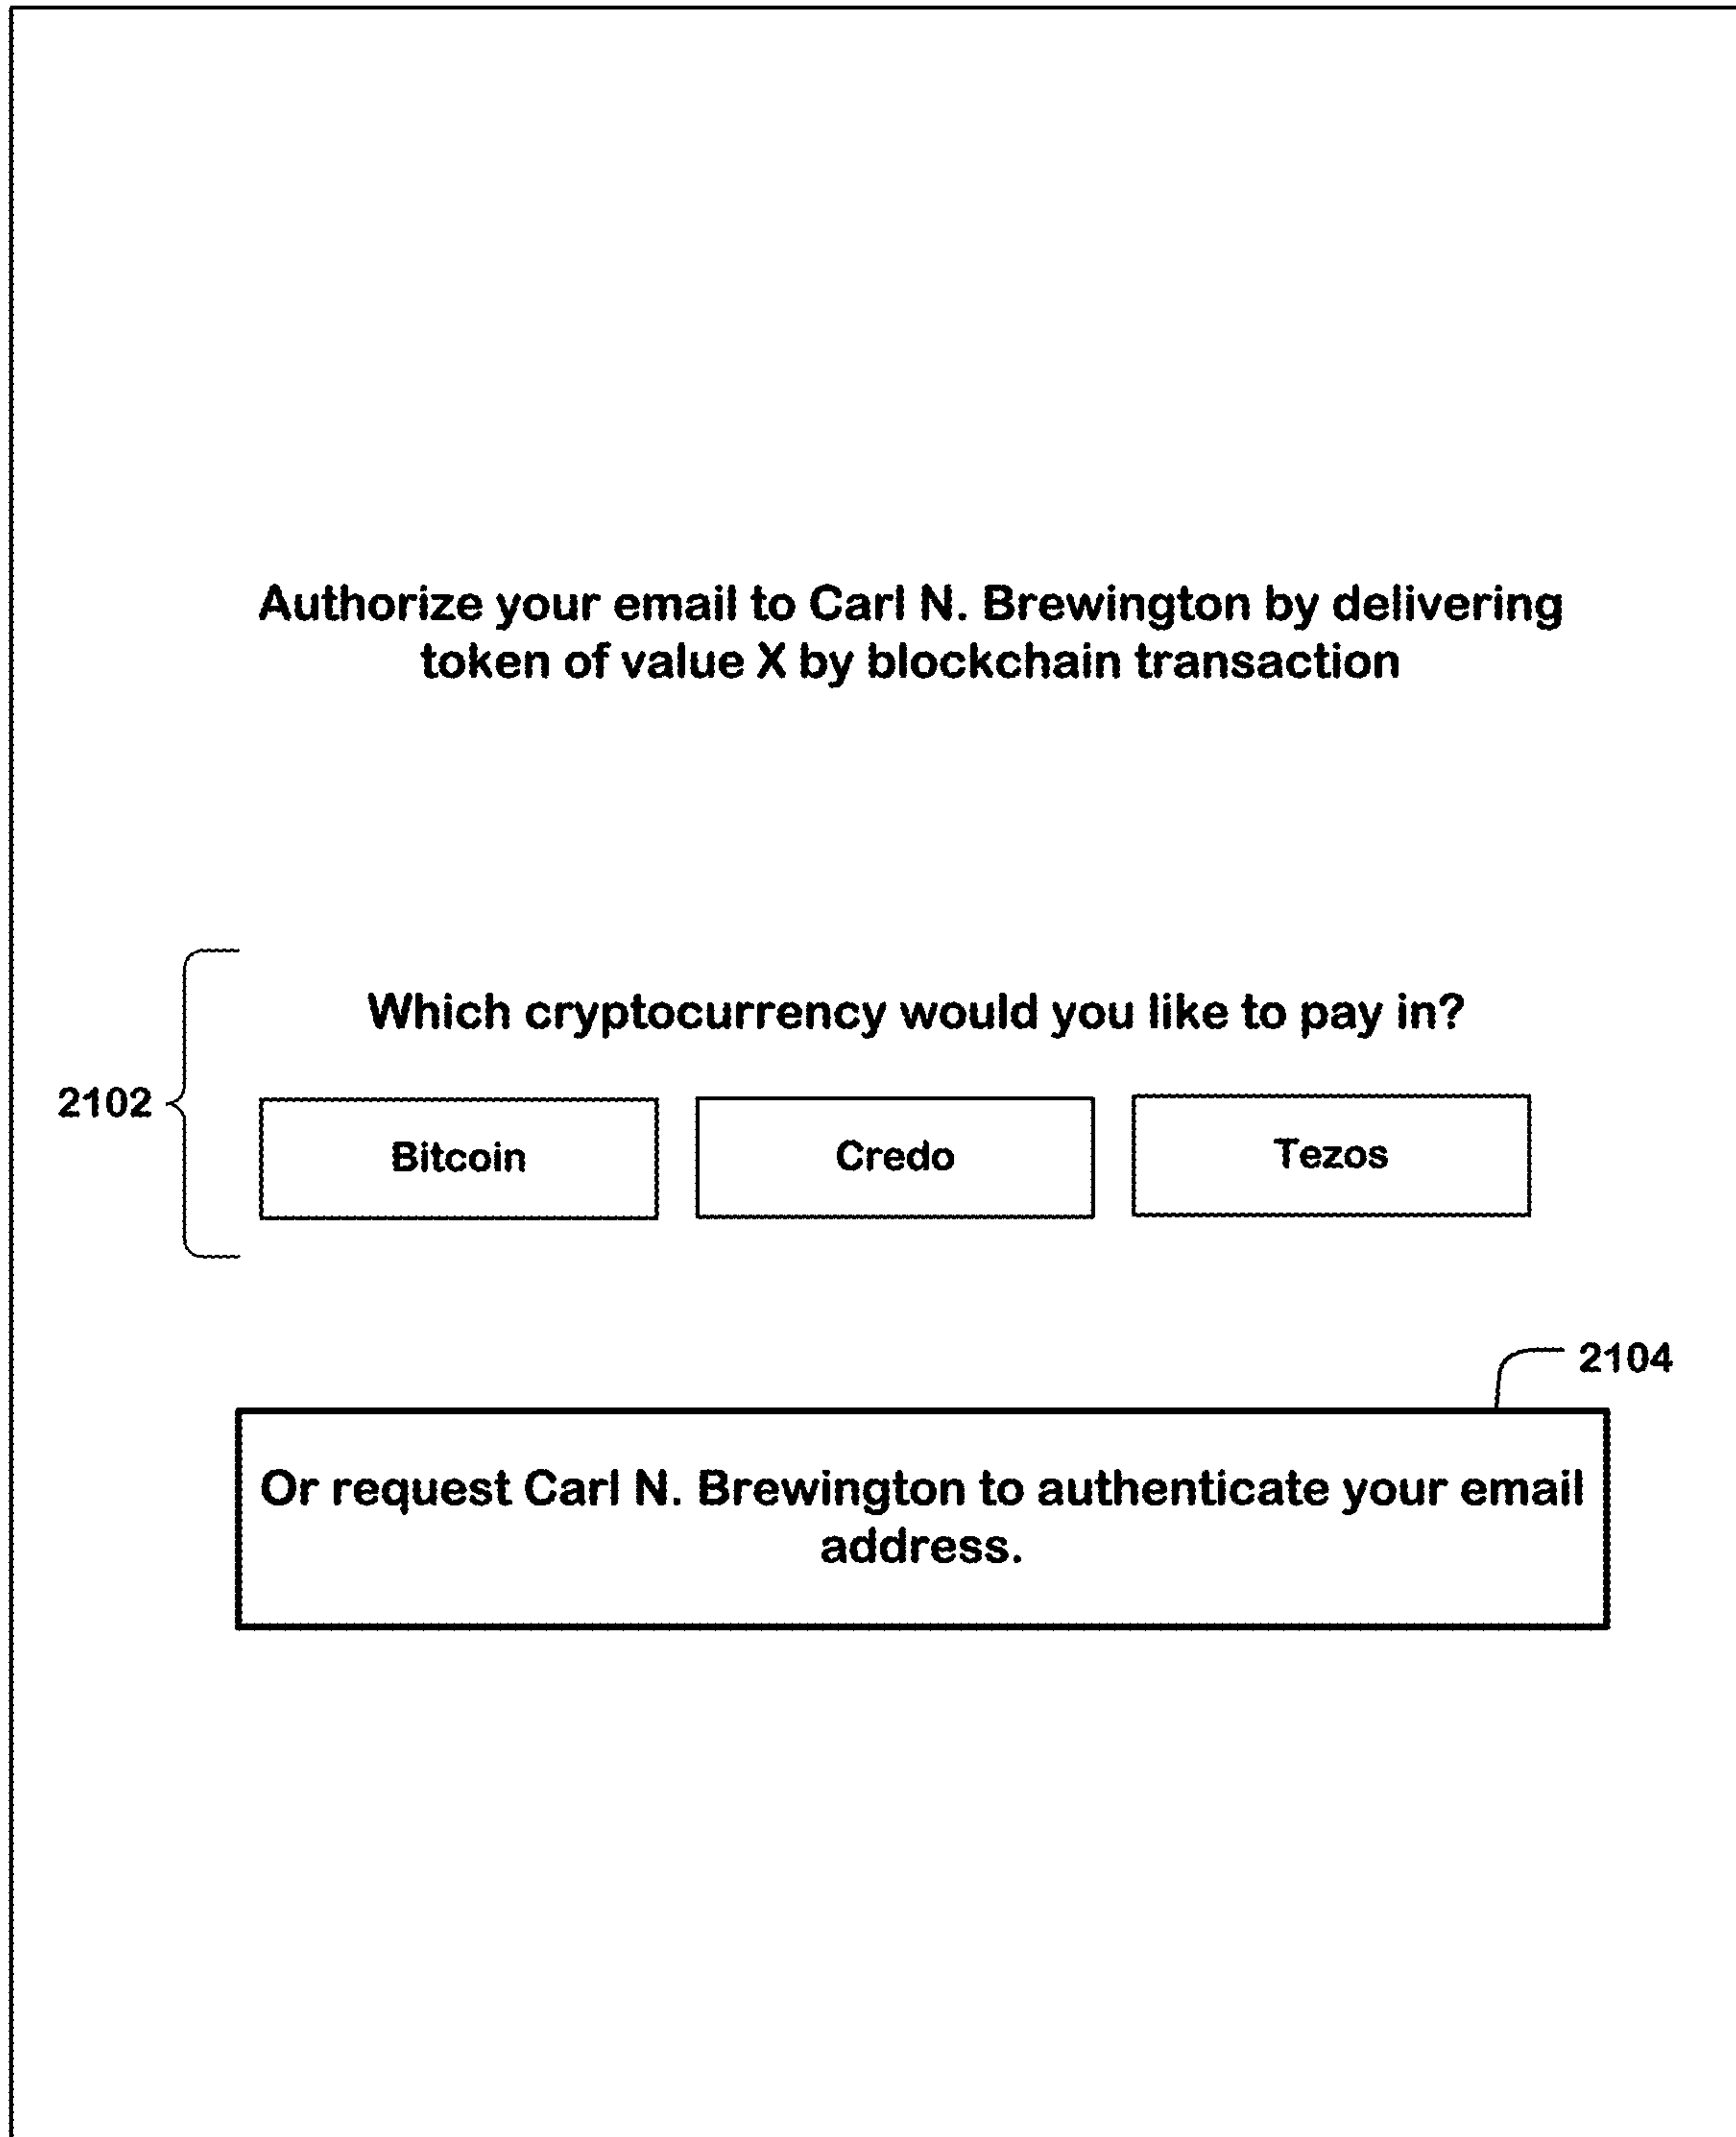 Authorize your email to Carl N. Brewington by delivering
token of value X by blockchain transaction
Which cryptocurrency would you like to pay in?
2102
Bitcoin
Credo
Tezos
2104
Or request Carl N. Brewington to authenticate your email
address.